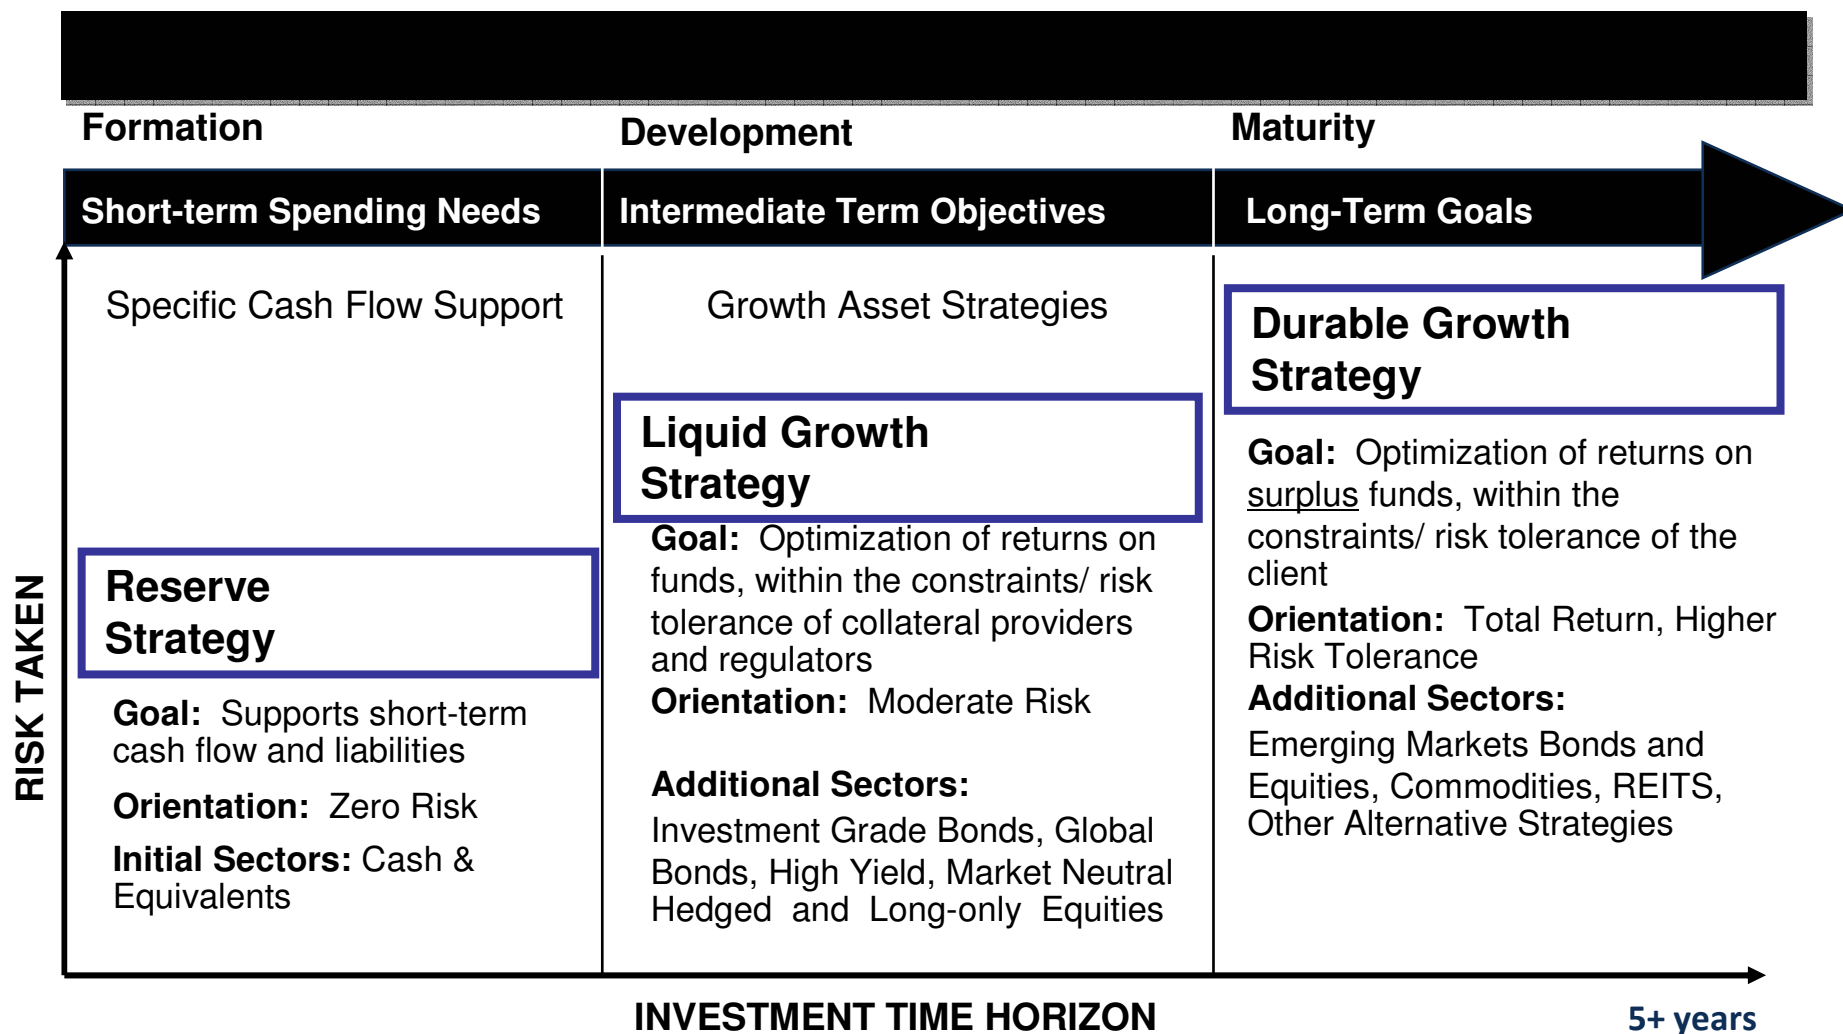 Formation
Development
Maturity
Short-term Spending Needs
Intermediate Term Objectives
Long-Term Goals
Specific Cash Flow Support
Growth Asset Strategies
Durable Growth
Strategy
Liquid Growth
Strategy
Reserve
Strategy
Goal: Supports short-term
cash flow and liabilities
Orientation: Zero Risk
Initial Sectors: Cash &
Equivalents
Goal: Optimization of returns on
funds, within the constraints/ risk
tolerance of collateral providers
and regulators
Orientation: Moderate Risk
Additional Sectors:
Investment Grade Bonds, Global
Bonds, High Yield, Market Neutral
Hedged and Long-only Equities
Goal: Optimization of returns on
surplus funds, within the
constraints/ risk tolerance of the
client
Orientation: Total Return, Higher
Risk Tolerance
Additional Sectors:
Emerging Markets Bonds and
Equities, Commodities, REITS,
Other Alternative Strategies
RISK TAKEN
INVESTMENT TIME HORIZON
5+ years